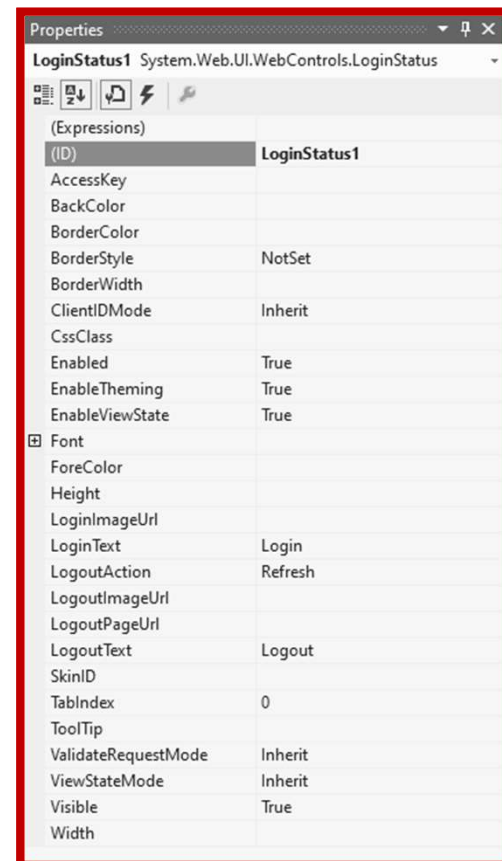 Properties
LoginStatus1 System.Web.UI.WebControls.LoginStatus
(Expressions)
(ID) LoginStatus1
AccessKey
BackColor
BorderColor
BorderStyle NotSet
BorderWidth
ClientIDMode Inherit
CssClass
Enabled True
EnableTheming True
EnableViewState True
Font
ForeColor
Height
LoginImageUrl
LoginText Login
LogoutAction Refresh
LogoutImageUrl
LogoutPageUrl
LogoutText Logout
SkinID
TabIndex 0
ToolTip
ValidateRequestMode Inherit
ViewStateMode Inherit
Visible True
Width